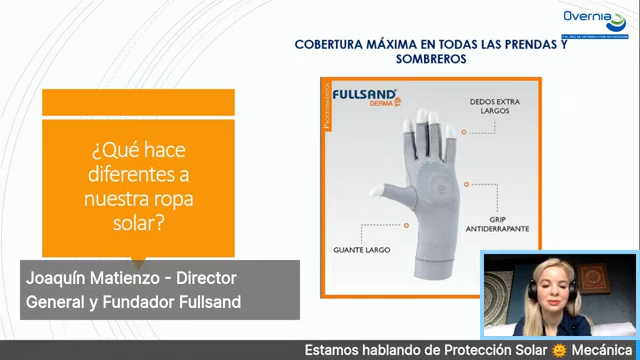 Overnia
COBERTURA MÁXIMA EN TODAS LAS PRENDAS Y
SOMBREROS
¿Qué hace
diferentes a
nuestra ropa
solar?
PROCEDIMIENTOS
FULLSAND
DERMA
DEDOS EXTRA
LARGOS
GRIP
ANTIDERRAPANTE
GUANTE LARGO
Joaquín Matienzo - Director
General y Fundador Fullsand
Estamos hablando de Protección Solar 🌞 Mecánica